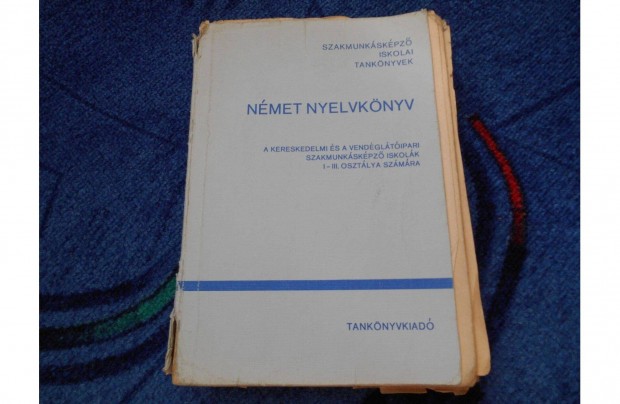 SZAKMUNKÁSKÉPZŐ
ISKOLAI
TANKÖNYVEK
NÉMET NYELVKÖNYV
A KERESKEDELMI ÉS A VENDÉGLÁTÓIPARI
SZAKMUNKÁSKÉPZŐ ISKOLÁK
I–III. OSZTÁLYA SZÁMÁRA
TANKÖNYVKIADÓ